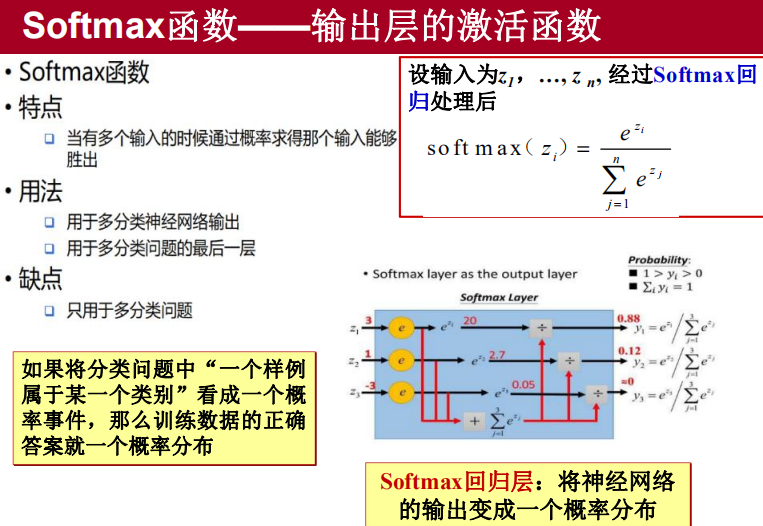 Softmax函数——输出层的激活函数
• Softmax函数
• 特点
当有多个输入的时候通过概率求得那个输入能够
胜出
• 用法
用于多分类神经网络输出
用于多分类问题的最后一层
• 缺点
只用于多分类问题
如果将分类问题中“一个样例
属于某一个类别”看成一个概
率事件，那么训练数据的正确
答案就一个概率分布
设输入为z₁，…, z ₙ, 经过Softmax回
归处理后
softmax( zᵢ) = e^{zᵢ} / ∑_{j=1}^{n} e^{z_j}
• Softmax layer as the output layer
Probability:
■ 1 > yᵢ > 0
■ ∑ᵢ yᵢ = 1
Softmax Layer
z₁ 3 e e^{z₁} 20 ÷ 0.88 y₁ = e^{z₁} / ∑_{j=1}^{3} e^{z_j}
z₂ 1 e e^{z₂} 2.7 ÷ 0.12 y₂ = e^{z₂} / ∑_{j=1}^{3} e^{z_j}
z₃ -3 e e^{z₃} 0.05 ÷ ≈0 y₃ = e^{z₃} / ∑_{j=1}^{3} e^{z_j}
+ ∑_{j=1}^{3} e^{z_j}
Softmax回归层：将神经网络
的输出变成一个概率分布